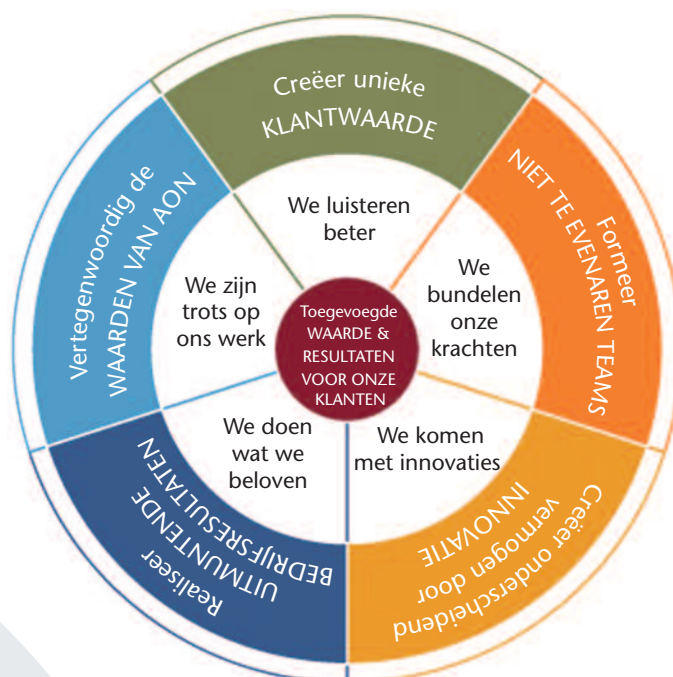 Creëer unieke
KLANTWAARDE
We luisteren
beter
Formeer
NIET TE EVENAREN TEAMS
We
bundelen
onze
krachten
Creëer onderscheidend
vermogen door
INNOVATIE
We komen
met innovaties
Realiseer
UITMUNTENDE
BEDRIJFSRESULTATEN
We doen
wat we
beloven
Vertegenwoordig de
WAARDEN VAN AON
We zijn
trots op
ons werk
Toegevoegde
WAARDE &
RESULTATEN
VOOR ONZE
KLANTEN